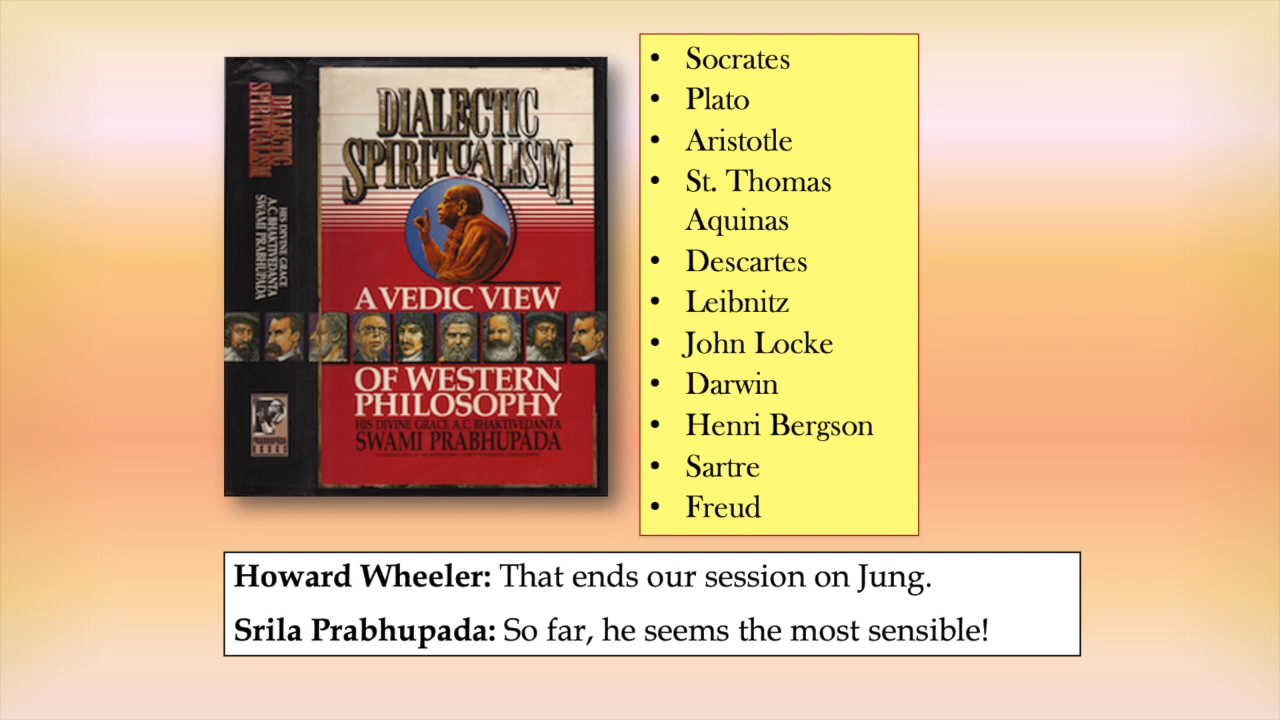 DIALECTIC
SPIRITUALISM
HIS DIVINE GRACE
A.C. BHAKTIVEDANTA
SWAMI PRABHUPADA
PRABHUPADA
BOOKS
DIALECTIC
SPIRITUALISM
A VEDIC VIEW
OF WESTERN
PHILOSOPHY
HIS DIVINE GRACE A.C. BHAKTIVEDANTA
SWAMI PRABHUPADA
• Socrates
• Plato
• Aristotle
• St. Thomas
Aquinas
• Descartes
• Leibnitz
• John Locke
• Darwin
• Henri Bergson
• Sartre
• Freud
Howard Wheeler: That ends our session on Jung.
Srila Prabhupada: So far, he seems the most sensible!